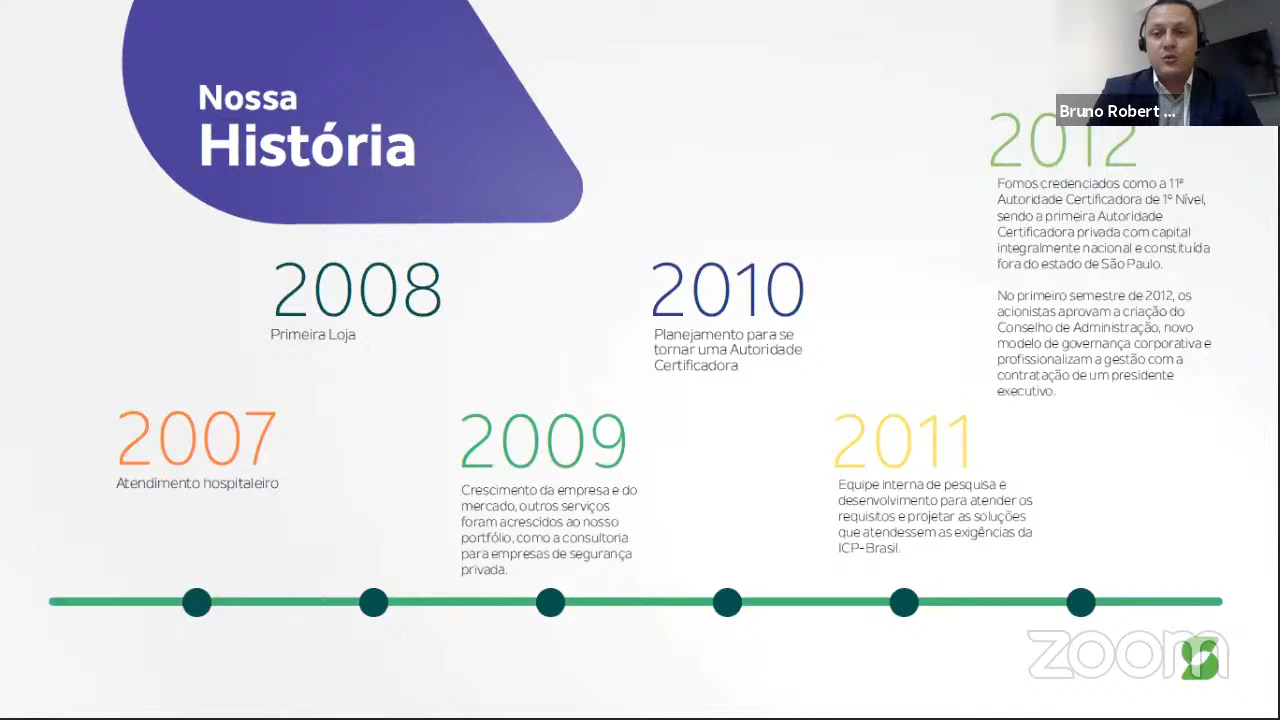 Nossa
História
Bruno Robert ...
2012
Fomos credenciados como a 11ª
Autoridade Certificadora de 1º Nível,
sendo a primeira Autoridade
Certificadora privada com capital
integralmente nacional e constituída
fora do estado de São Paulo.
No primeiro semestre de 2012, os
acionistas aprovam a criação do
Conselho de Administração, novo
modelo de governança corporativa e
profissionalizam a gestão com a
contratação de um presidente
executivo.
2008
Primeira Loja
2010
Planejamento para se
tornar uma Autoridade
Certificadora
2007
Atendimento hospitaleiro
2009
Crescimento da empresa e do
mercado, outros serviços
foram acrescidos ao nosso
portfólio, como a consultoria
para empresas de segurança
privada.
2011
Equipe interna de pesquisa e
desenvolvimento para atender os
requisitos e projetar as soluções
que atendessem as exigências da
ICP-Brasil.
zoom